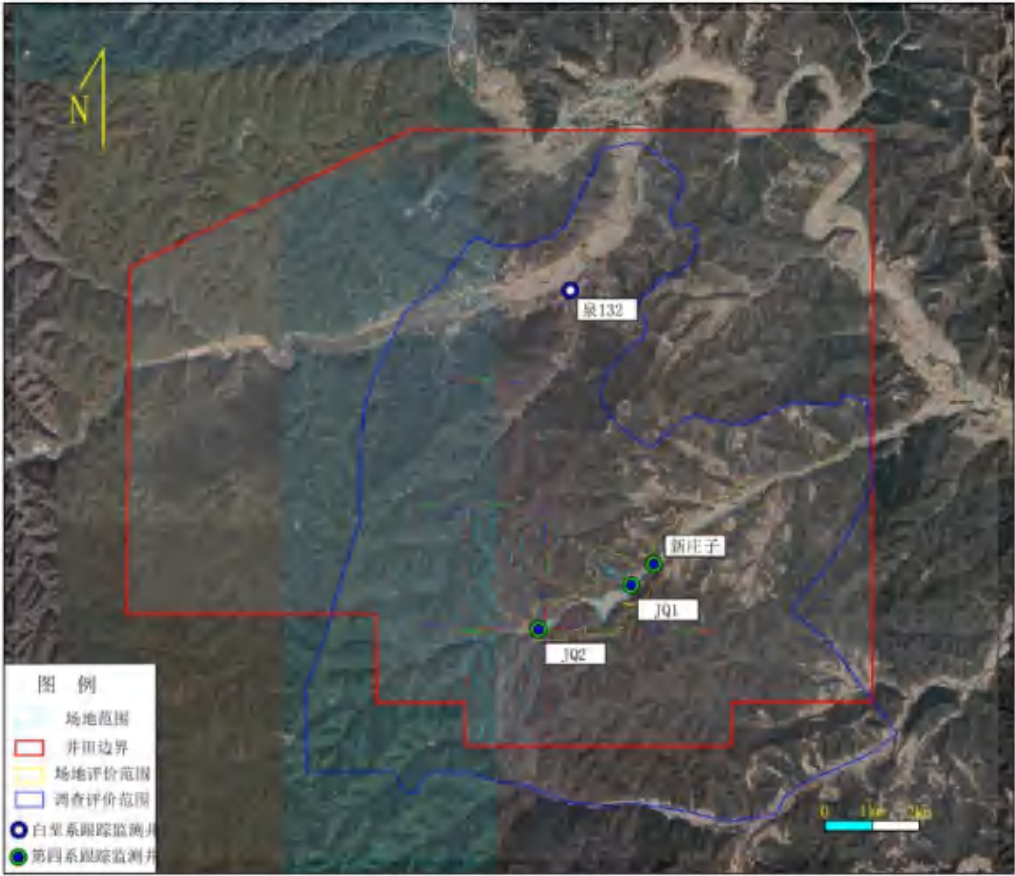 N
泉132
新庄子
JQ1
JQ2
图 例
场地范围
井田边界
场地评价范围
调查评价范围
白垩系跟踪监测井
第四系跟踪监测井
0 1km 2km